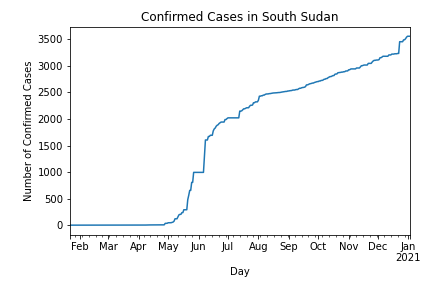 Confirmed Cases in South Sudan
Number of Confirmed Cases
3500
3000
2500
2000
1500
1000
500
0
Feb Mar Apr May Jun Jul Aug Sep Oct Nov Dec Jan
2021
Day